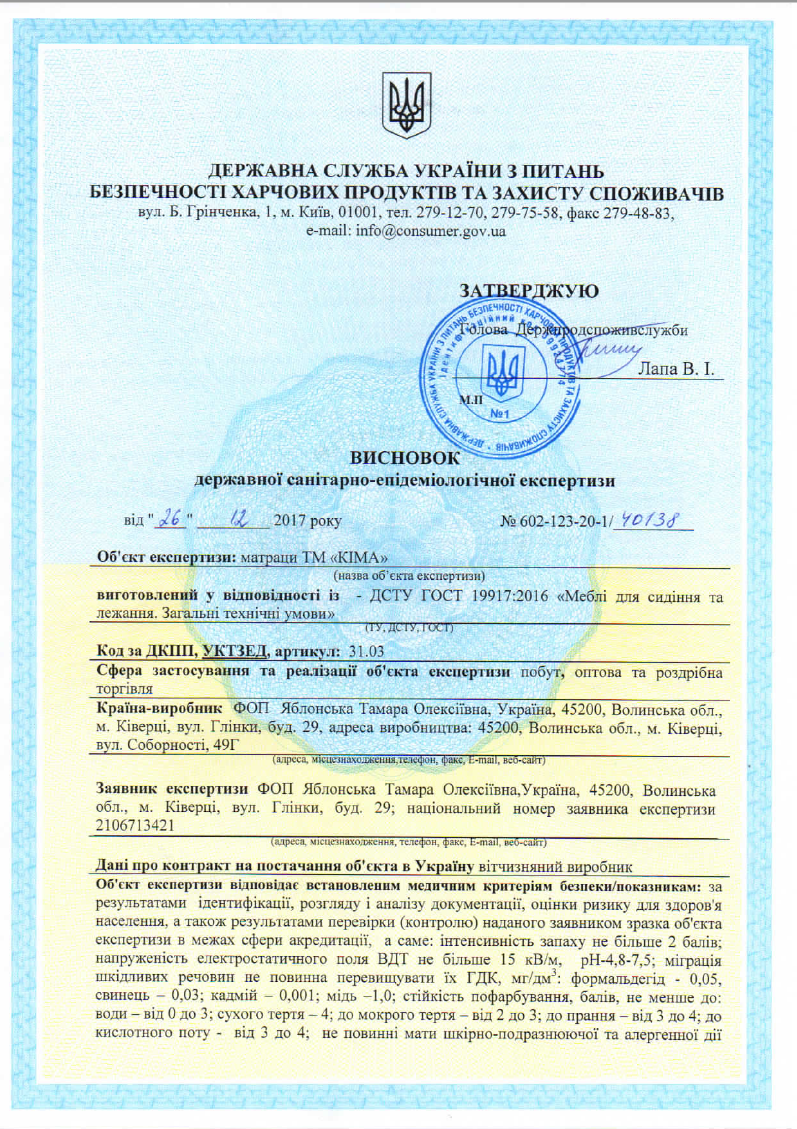 ДЕРЖАВНА СЛУЖБА УКРАЇНИ З ПИТАНЬ
БЕЗПЕЧНОСТІ ХАРЧОВИХ ПРОДУКТІВ ТА ЗАХИСТУ СПОЖИВАЧІВ
вул. Б. Грінченка, 1, м. Київ, 01001, тел. 279-12-70, 279-75-58, факс 279-48-83,
e-mail: info@consumer.gov.ua
ЗАТВЕРДЖУЮ
Голова Держпродспоживслужби
Лапа В. І.
М.П
№1
ДЕРЖАВНА СЛУЖБА УКРАЇНИ З ПИТАНЬ БЕЗПЕЧНОСТІ ХАРЧОВИХ ПРОДУКТІВ ТА ЗАХИСТУ СПОЖИВАЧІВ
ВИСНОВОК
державної санітарно-епідеміологічної експертизи
від "26" 12 2017 року № 602-123-20-1/40138
Об'єкт експертизи: матраци ТМ «КІМА»
(назва об'єкта експертизи)
виготовлений у відповідності із - ДСТУ ГОСТ 19917:2016 «Меблі для сидіння та
лежання. Загальні технічні умови»
(ТУ, ДСТУ, ГОСТ)
Код за ДКПП, УКТЗЕД, артикул: 31.03
Сфера застосування та реалізації об'єкта експертизи побут, оптова та роздрібна
торгівля
Країна-виробник ФОП Яблонська Тамара Олексіївна, Україна, 45200, Волинська обл.,
м. Ківерці, вул. Глінки, буд. 29, адреса виробництва: 45200, Волинська обл., м. Ківерці,
вул. Соборності, 49Г
(адреса, місцезнаходження,телефон, факс, E-mail, веб-сайт)
Заявник експертизи ФОП Яблонська Тамара Олексіївна,Україна, 45200, Волинська
обл., м. Ківерці, вул. Глінки, буд. 29; національний номер заявника експертизи
2106713421
(адреса, місцезнаходження, телефон, факс, E-mail, веб-сайт)
Дані про контракт на постачання об'єкта в Україну вітчизняний виробник
Об'єкт експертизи відповідає встановленим медичним критеріям безпеки/показникам: за
результатами ідентифікації, розгляду і аналізу документації, оцінки ризику для здоров'я
населення, а також результатами перевірки (контролю) наданого заявником зразка об'єкта
експертизи в межах сфери акредитації, а саме: інтенсивність запаху не більше 2 балів;
напруженість електростатичного поля ВДТ не більше 15 кВ/м, рН-4,8-7,5; міграція
шкідливих речовин не повинна перевищувати їх ГДК, мг/дм³: формальдегід - 0,05,
свинець – 0,03; кадмій – 0,001; мідь –1,0; стійкість пофарбування, балів, не менше до:
води – від 0 до 3; сухого тертя – 4; до мокрого тертя – від 2 до 3; до прання – від 3 до 4; до
кислотного поту - від 3 до 4; не повинні мати шкірно-подразнюючої та алергенної дії